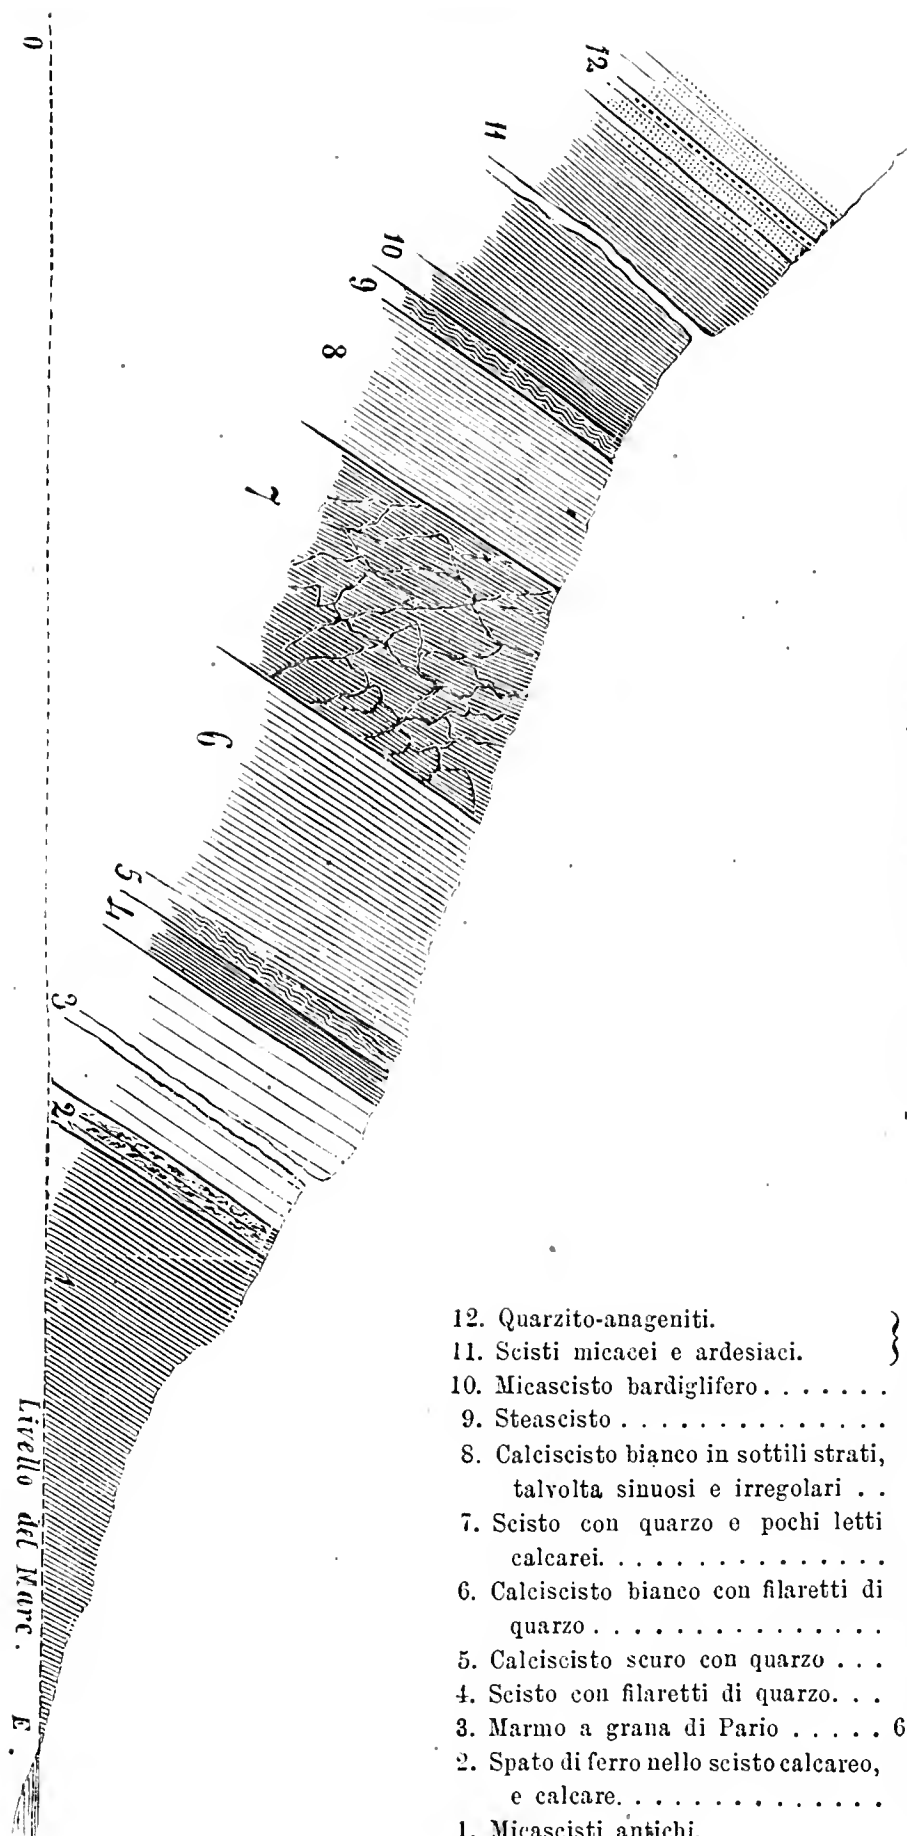 O
12
11
10
9
8
7
6
5
4
3
2
1
Livello del Mare. E.
12. Quarzito-anageniti.
11. Scisti micacei e ardesiaci.
10. Micascisto bardiglifero . . . . . . .
9. Steascisto . . . . . . . . . . . . . .
8. Calciscisto bianco in sottili strati,
talvolta sinuosi e irregolari . .
7. Scisto con quarzo e pochi letti
calcarei. . . . . . . . . . . . . . .
6. Calciscisto bianco con filaretti di
quarzo . . . . . . . . . . . . . . .
5. Calciscisto scuro con quarzo . . .
4. Scisto con filaretti di quarzo. . .
3. Marmo a grana di Pario . . . . . 6
2. Spato di ferro nello scisto calcareo,
e calcare. . . . . . . . . . . . . .
1. Micascisti antichi.